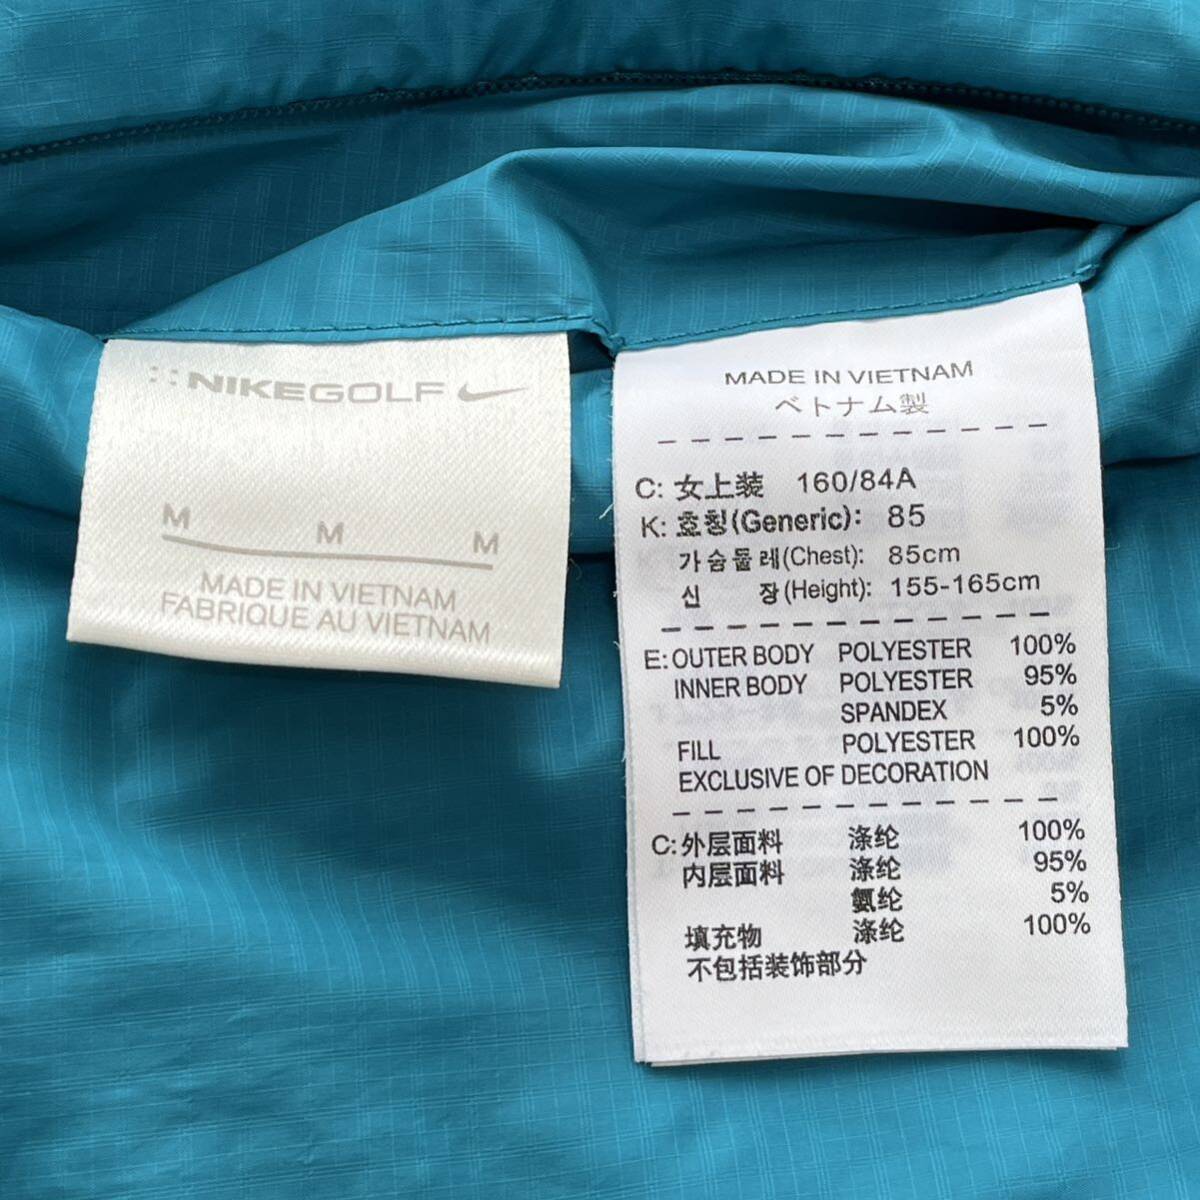 NIKEGOLF
M M M
MADE IN VIETNAM
FABRIQUE AU VIETNAM
MADE IN VIETNAM
ベトナム製
C: 女上装 160/84A
K: 호칭(Generic): 85
가슴둘레(Chest): 85cm
신 장(Height): 155-165cm
E: OUTER BODY POLYESTER 100%
INNER BODY POLYESTER 95%
SPANDEX 5%
FILL POLYESTER 100%
EXCLUSIVE OF DECORATION
C: 外层面料 涤纶 100%
内层面料 涤纶 95%
氨纶 5%
填充物 涤纶 100%
不包括装饰部分